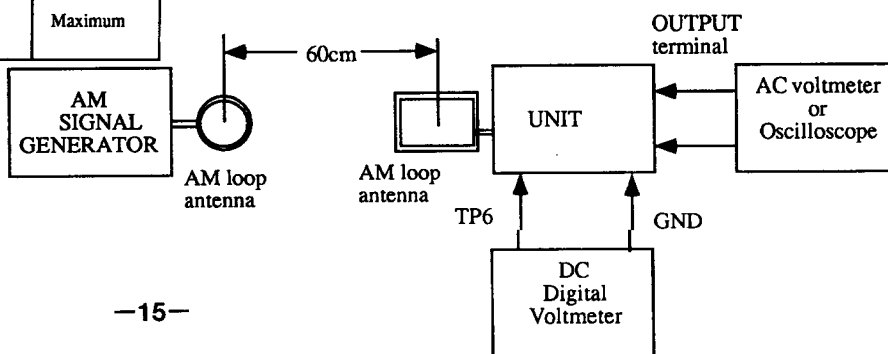 Maximum
OUTPUT
terminal
60cm
AM
SIGNAL
GENERATOR
UNIT
AC voltmeter
or
Oscilloscope
AM loop
antenna
AM loop
antenna
TP6
GND
DC
Digital
Voltmeter
−15−